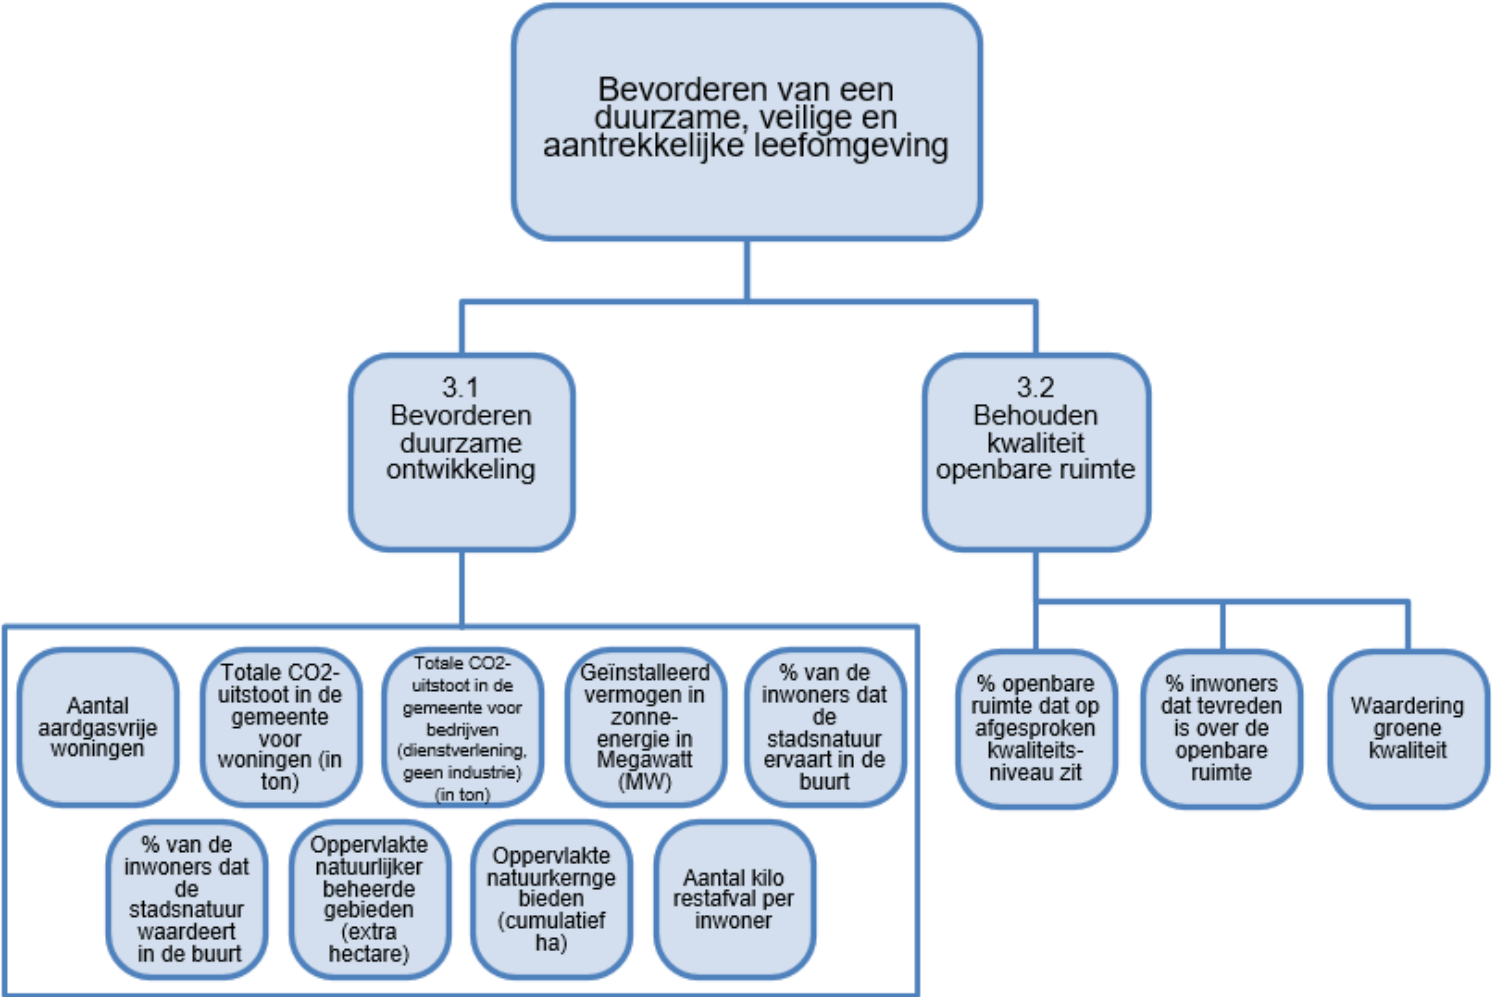 Bevorderen van een
duurzame, veilige en
aantrekkelijke leefomgeving
3.1
Bevorderen
duurzame
ontwikkeling
3.2
Behouden
kwaliteit
openbare ruimte
Aantal
aardgasvrije
woningen
Totale CO2-
uitstoot in de
gemeente
voor
woningen (in
ton)
Totale CO2-
uitstoot in de
gemeente voor
bedrijven
(dienstverlening,
geen industrie)
(in ton)
Geïnstalleerd
vermogen in
zonne-
energie in
Megawatt
(MW)
% van de
inwoners dat
de
stadsnatuur
ervaart in de
buurt
% van de
inwoners dat
de
stadsnatuur
waardeert
in de buurt
Oppervlakte
natuurlijker
beheerde
gebieden
(extra
hectare)
Oppervlakte
natuurkernge
bieden
(cumulatief
ha)
Aantal kilo
restafval per
inwoner
% openbare
ruimte dat op
afgesproken
kwaliteits-
niveau zit
% inwoners
dat tevreden
is over de
openbare
ruimte
Waardering
groene
kwaliteit